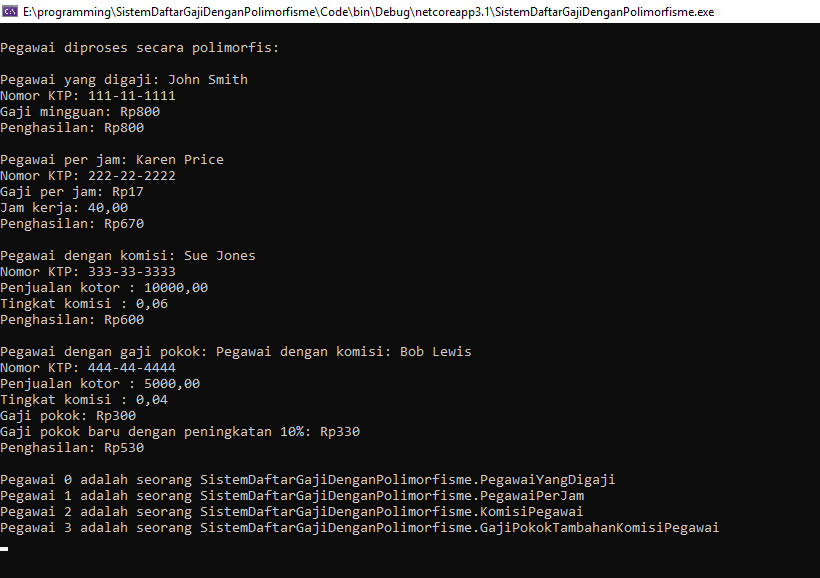 E:\programming\SistemDaftarGajiDenganPolimorfisme\Code\bin\Debug\netcoreapp3.1\SistemDaftarGajiDenganPolimorfisme.exe
Pegawai diproses secara polimorfis:
Pegawai yang digaji: John Smith
Nomor KTP: 111-11-1111
Gaji mingguan: Rp800
Penghasilan: Rp800
Pegawai per jam: Karen Price
Nomor KTP: 222-22-2222
Gaji per jam: Rp17
Jam kerja: 40,00
Penghasilan: Rp670
Pegawai dengan komisi: Sue Jones
Nomor KTP: 333-33-3333
Penjualan kotor : 10000,00
Tingkat komisi : 0,06
Penghasilan: Rp600
Pegawai dengan gaji pokok: Pegawai dengan komisi: Bob Lewis
Nomor KTP: 444-44-4444
Penjualan kotor : 5000,00
Tingkat komisi : 0,04
Gaji pokok: Rp300
Gaji pokok baru dengan peningkatan 10%: Rp330
Penghasilan: Rp530
Pegawai 0 adalah seorang SistemDaftarGajiDenganPolimorfisme.PegawaiYangDigaji
Pegawai 1 adalah seorang SistemDaftarGajiDenganPolimorfisme.PegawaiPerJam
Pegawai 2 adalah seorang SistemDaftarGajiDenganPolimorfisme.KomisiPegawai
Pegawai 3 adalah seorang SistemDaftarGajiDenganPolimorfisme.GajiPokokTambahanKomisiPegawai